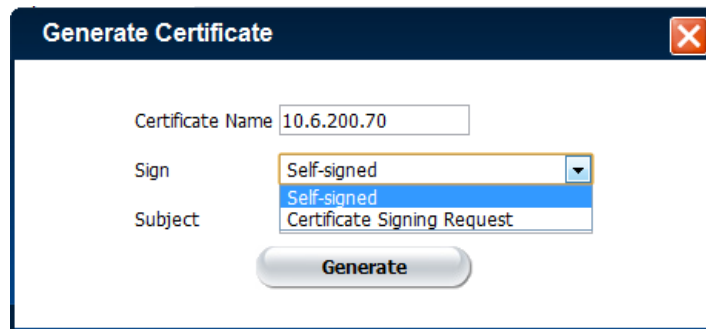 Generate Certificate
Certificate Name 10.6.200.70
Sign Self-signed
Self-signed
Subject Certificate Signing Request
Generate